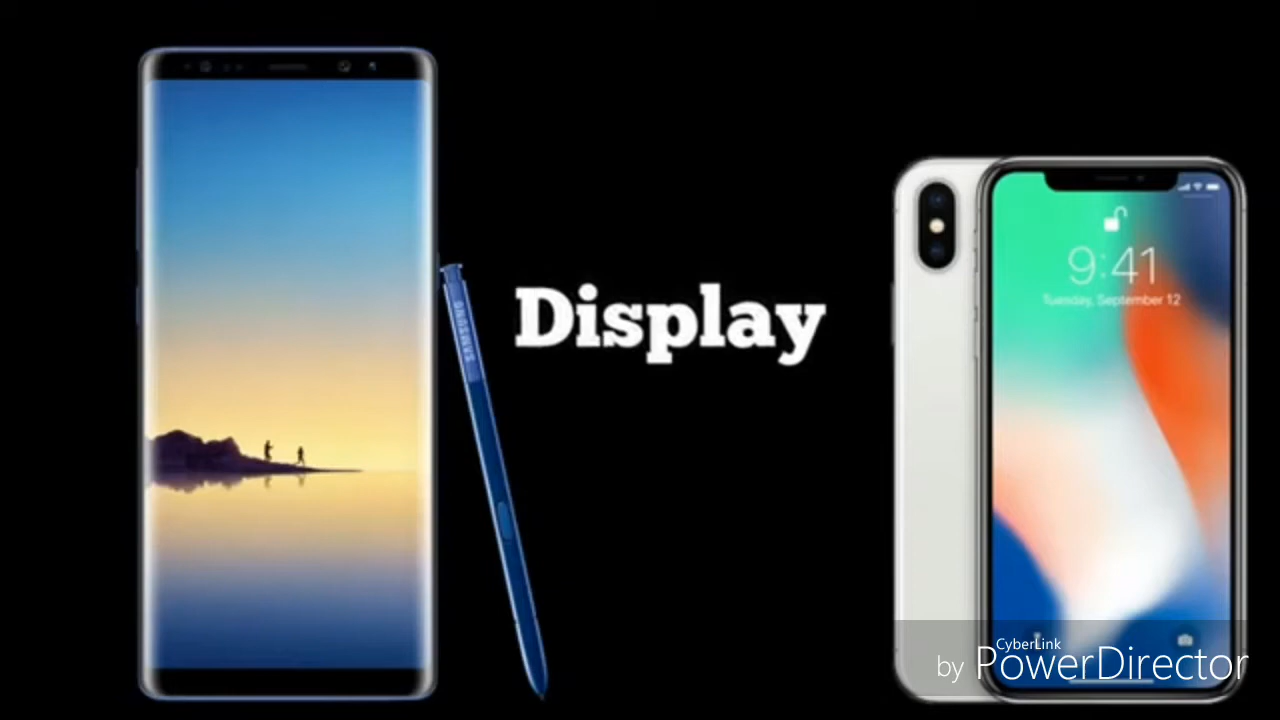 SAMSUNG
Display
9:41
Tuesday, September 12
CyberLink
by PowerDirector